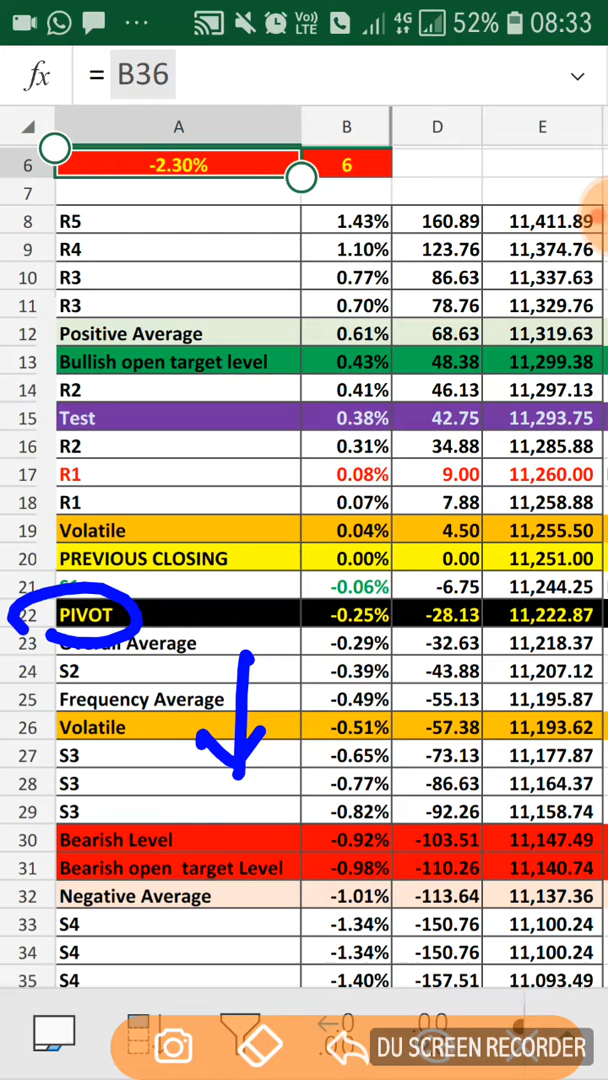 ... Vo)) LTE 4G 52% 08:33
fx = B36
A B D E
6 -2.30% 6
7
8 R5 1.43% 160.89 11,411.89
9 R4 1.10% 123.76 11,374.76
10 R3 0.77% 86.63 11,337.63
11 R3 0.70% 78.76 11,329.76
12 Positive Average 0.61% 68.63 11,319.63
13 Bullish open target level 0.43% 48.38 11,299.38
14 R2 0.41% 46.13 11,297.13
15 Test 0.38% 42.75 11,293.75
16 R2 0.31% 34.88 11,285.88
17 R1 0.08% 9.00 11,260.00
18 R1 0.07% 7.88 11,258.88
19 Volatile 0.04% 4.50 11,255.50
20 PREVIOUS CLOSING 0.00% 0.00 11,251.00
21 -0.06% -6.75 11,244.25
22 PIVOT -0.25% -28.13 11,222.87
23 Overall Average -0.29% -32.63 11,218.37
24 S2 -0.39% -43.88 11,207.12
25 Frequency Average -0.49% -55.13 11,195.87
26 Volatile -0.51% -57.38 11,193.62
27 S3 -0.65% -73.13 11,177.87
28 S3 -0.77% -86.63 11,164.37
29 S3 -0.82% -92.26 11,158.74
30 Bearish Level -0.92% -103.51 11,147.49
31 Bearish open target Level -0.98% -110.26 11,140.74
32 Negative Average -1.01% -113.64 11,137.36
33 S4 -1.34% -150.76 11,100.24
34 S4 -1.34% -150.76 11,100.24
35 S4 -1.40% -157.51 11,093.49
DU SCREEN RECORDER